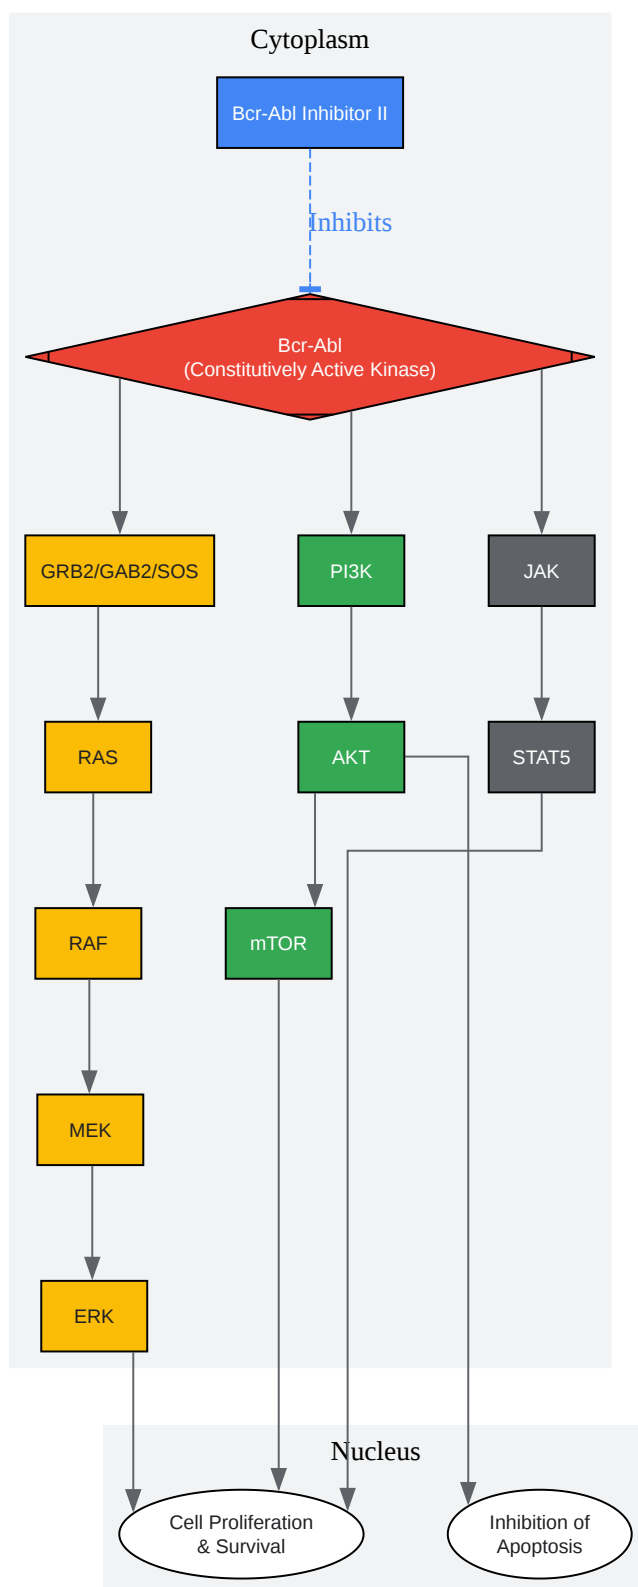 Cytoplasm
Bcr-Abl Inhibitor II
Inhibits
Bcr-Abl
(Constitutively Active Kinase)
GRB2/GAB2/SOS
PI3K
JAK
RAS
AKT
STAT5
RAF
mTOR
MEK
ERK
Nucleus
Cell Proliferation
& Survival
Inhibition of
Apoptosis